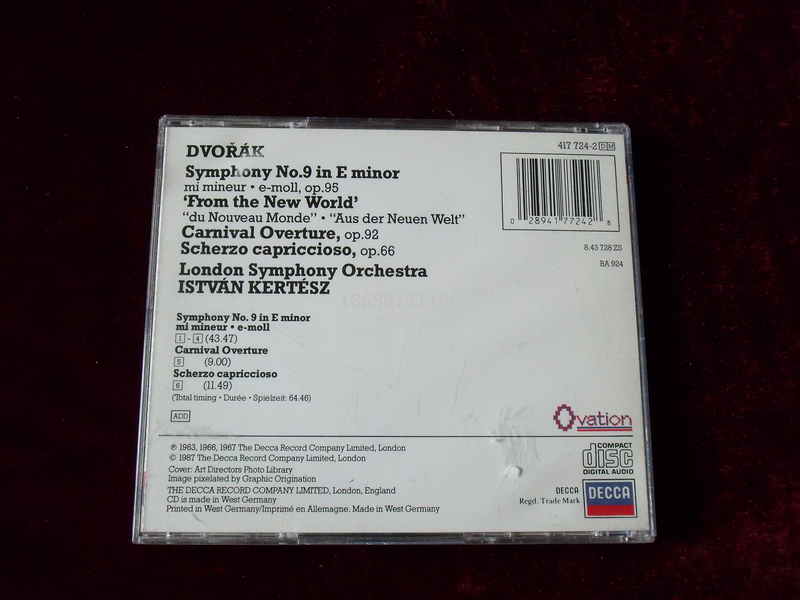 DVOŘÁK
417 724-2 DM
Symphony No.9 in E minor
mi mineur • e-moll, op.95
‘From the New World’
“du Nouveau Monde” • “Aus der Neuen Welt”
Carnival Overture, op.92
Scherzo capriccioso, op.66
0 28941 77242 8
8.43 728 ZS
BA 924
London Symphony Orchestra
ISTVÁN KERTÉSZ
Symphony No. 9 in E minor
mi mineur • e-moll
1 - 4 (43.47)
Carnival Overture
5 (9.00)
Scherzo capriccioso
6 (11.49)
(Total timing • Durée • Spielzeit: 64.46)
ADD
Ovation
℗ 1963, 1966, 1967 The Decca Record Company Limited, London
© 1987 The Decca Record Company Limited, London
Cover: Art Directors Photo Library
Image pixelated by Graphic Origination
THE DECCA RECORD COMPANY LIMITED, London, England
CD is made in West Germany
Printed in West Germany/Imprimé en Allemagne. Made in West Germany
COMPACT
disc
DIGITAL AUDIO
DECCA
Regd. Trade Mark
DECCA